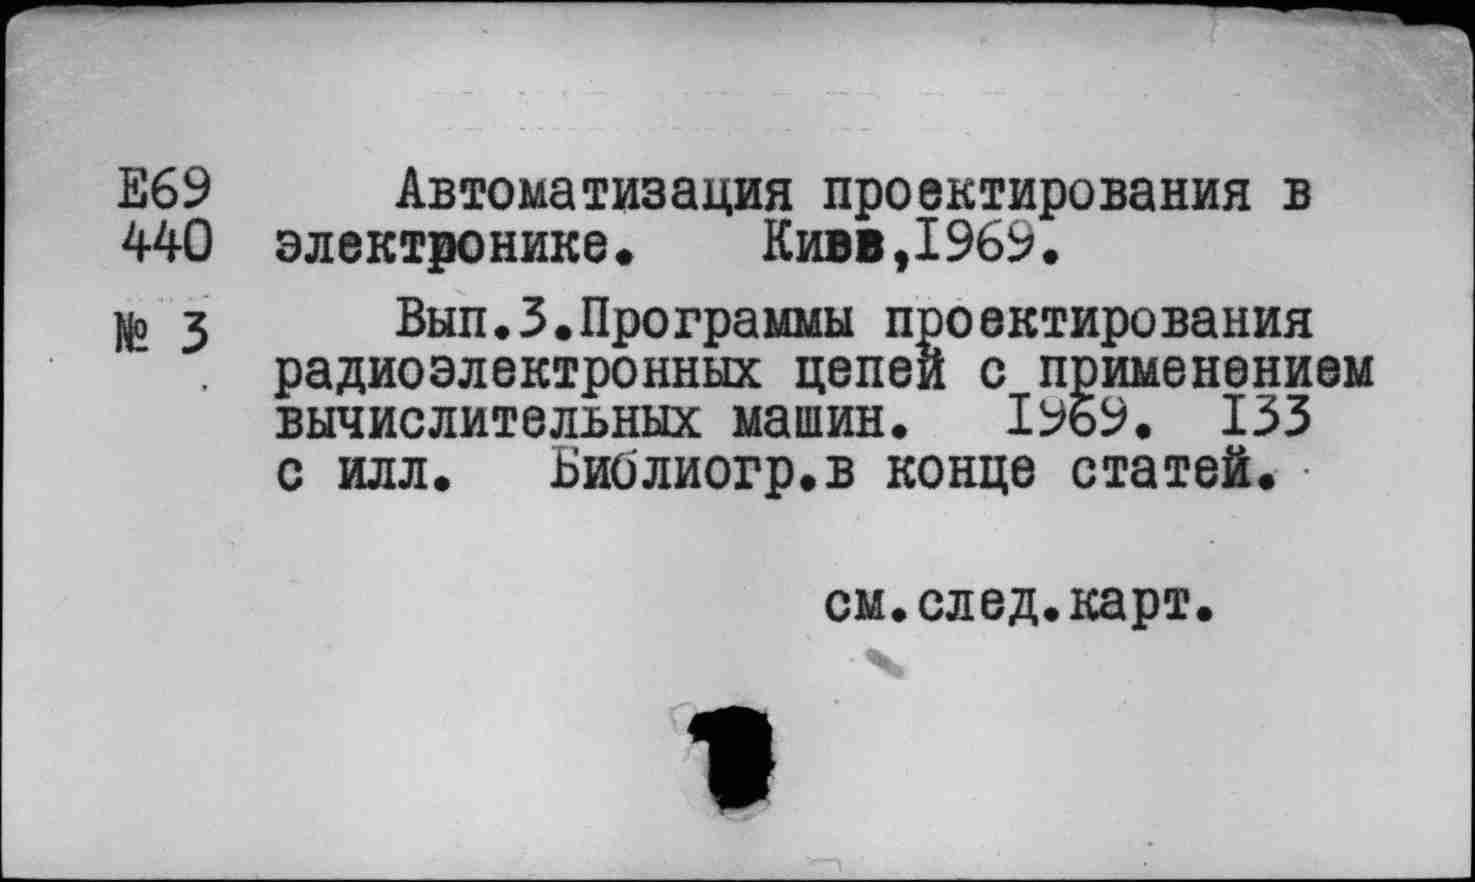 Е69 Автоматизация проектирования в
440 электронике. Киев,1969.
№ 3 Вып.3.Программы проектирования
радиоэлектронных цепей с применением
вычислительных машин. 1969. 133
с илл. Библиогр.в конце статей.
см.след.карт.